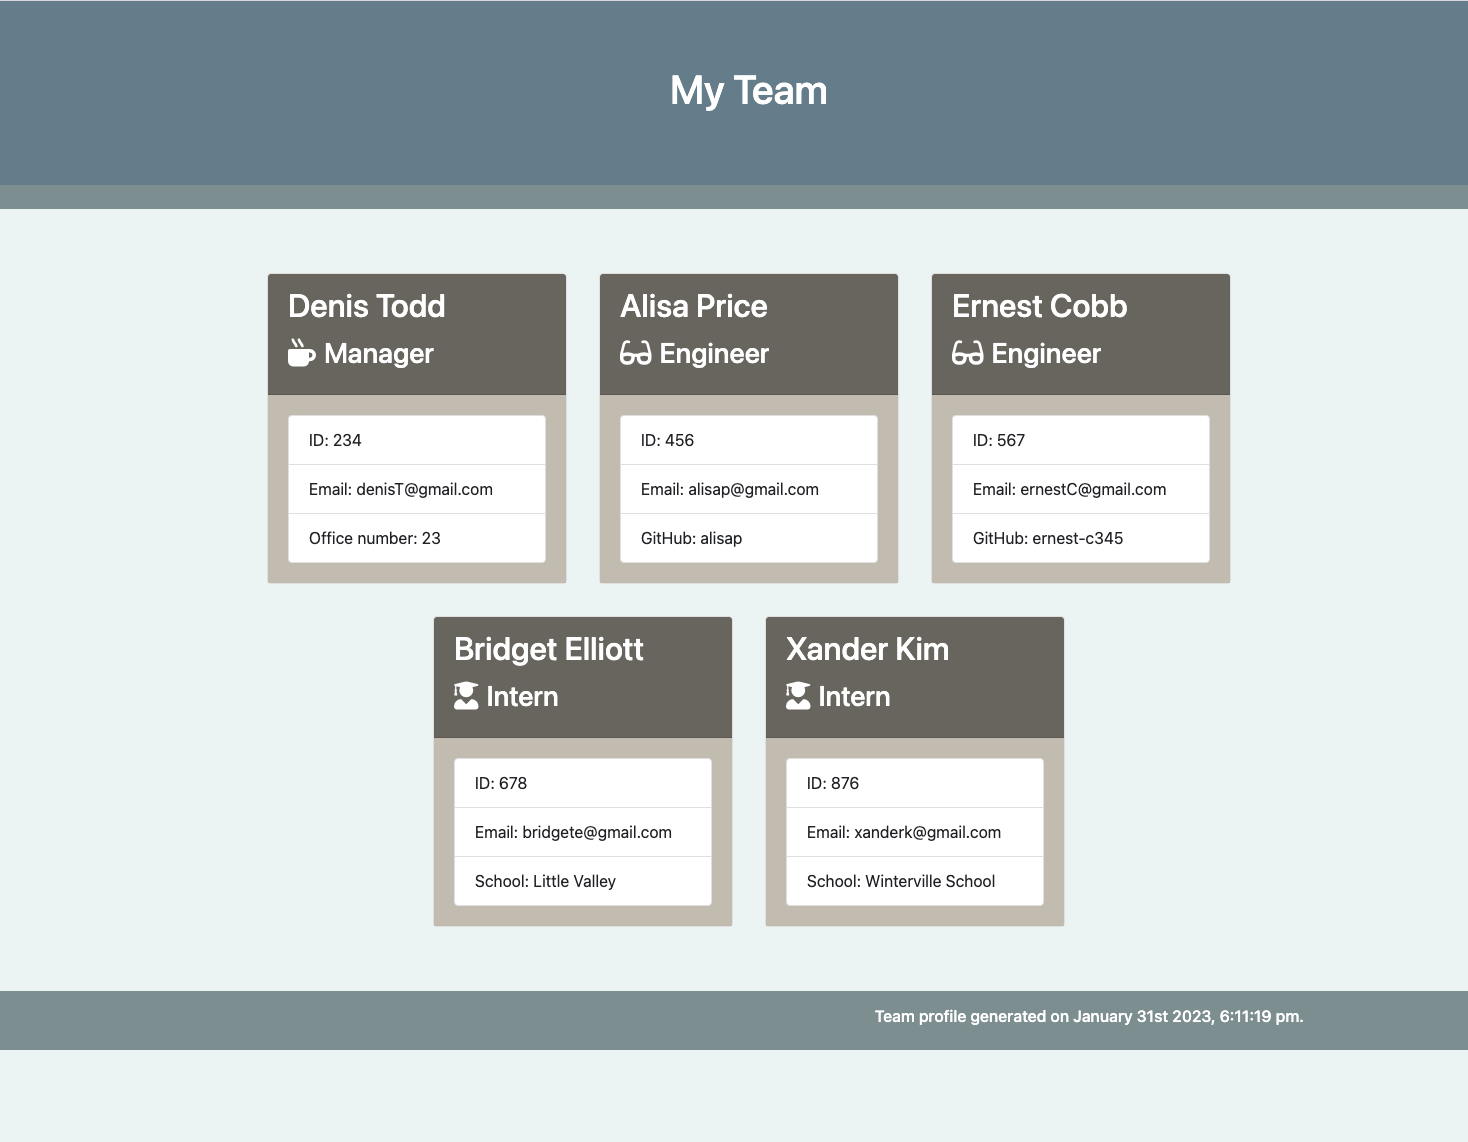 My Team
Denis Todd
Manager
ID: 234
Email: denisT@gmail.com
Office number: 23
Alisa Price
Engineer
ID: 456
Email: alisap@gmail.com
GitHub: alisap
Ernest Cobb
Engineer
ID: 567
Email: ernestC@gmail.com
GitHub: ernest-c345
Bridget Elliott
Intern
ID: 678
Email: bridgete@gmail.com
School: Little Valley
Xander Kim
Intern
ID: 876
Email: xanderk@gmail.com
School: Winterville School
Team profile generated on January 31st 2023, 6:11:19 pm.